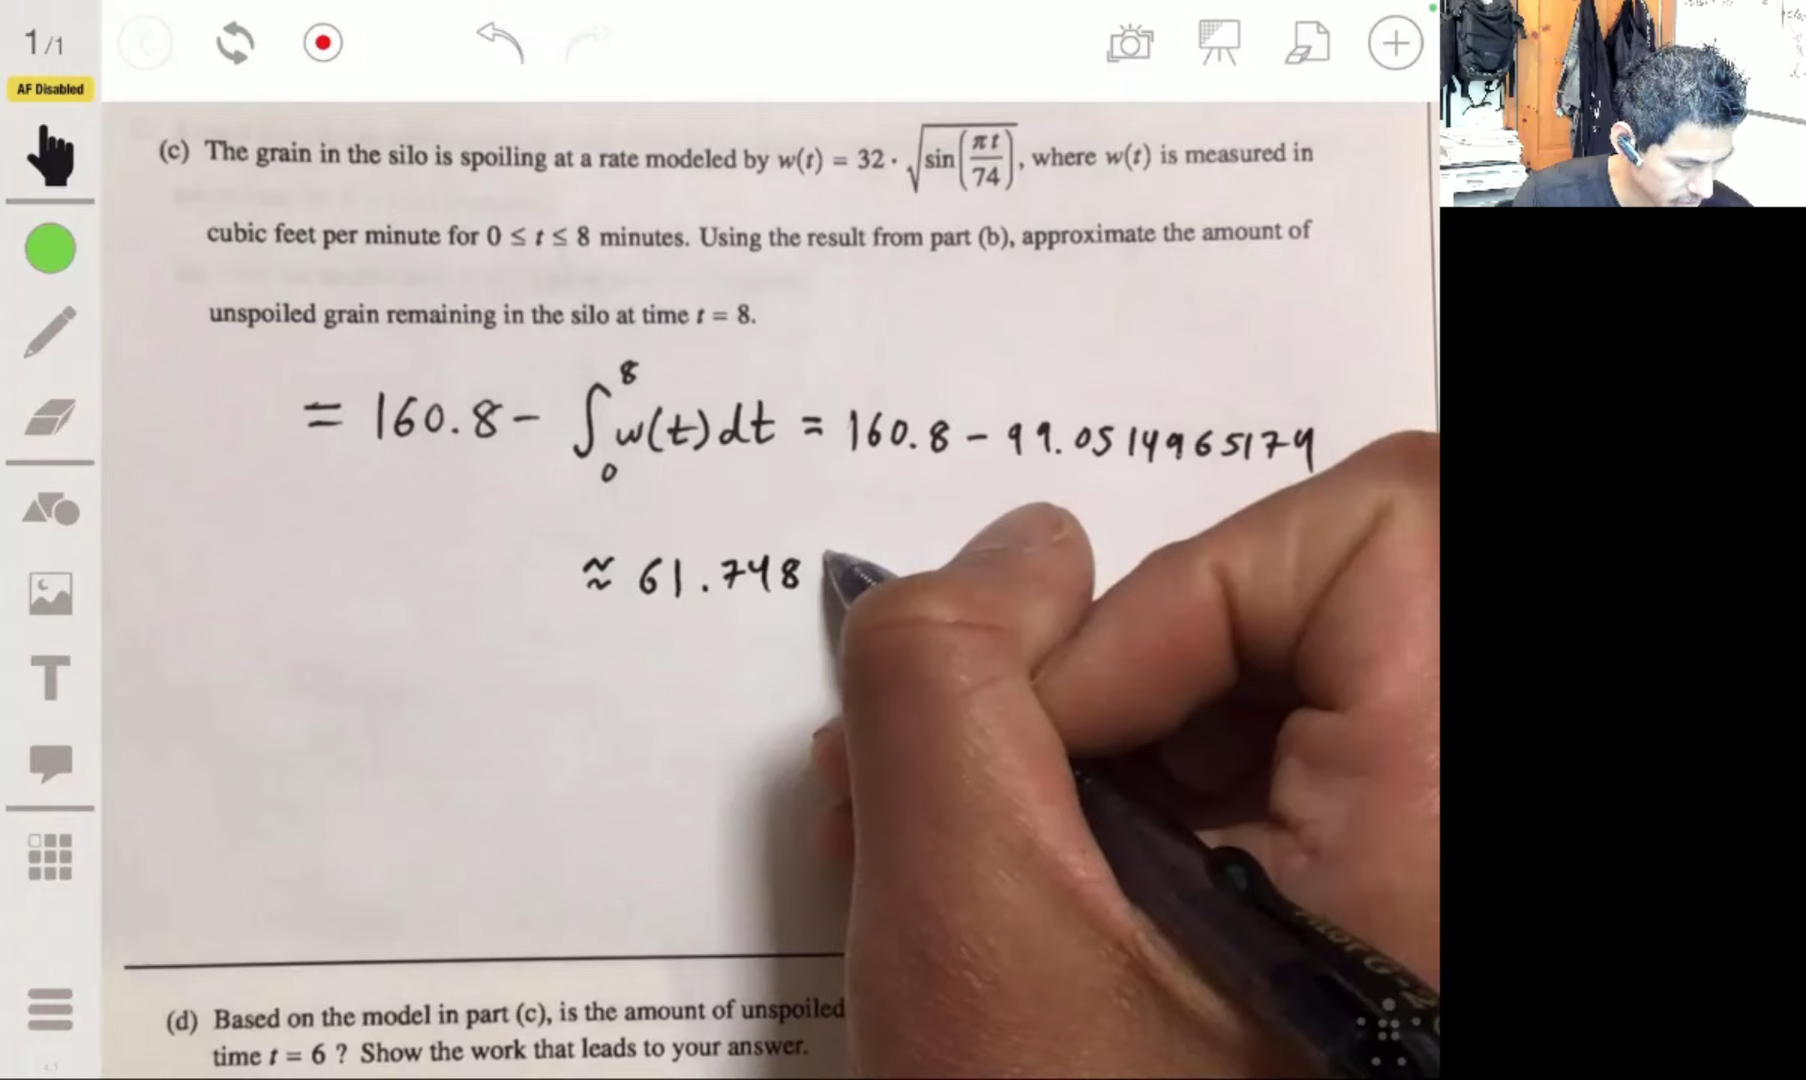 1/1
AF Disabled
(c) The grain in the silo is spoiling at a rate modeled by w(t) = 32 · √sin(πt/74), where w(t) is measured in
cubic feet per minute for 0 ≤ t ≤ 8 minutes. Using the result from part (b), approximate the amount of
unspoiled grain remaining in the silo at time t = 8.
= 160.8 - ∫₀⁸ w(t) dt = 160.8 - 99.0514965174
≈ 61.748
(d) Based on the model in part (c), is the amount of unspoiled
time t = 6 ? Show the work that leads to your answer.
T